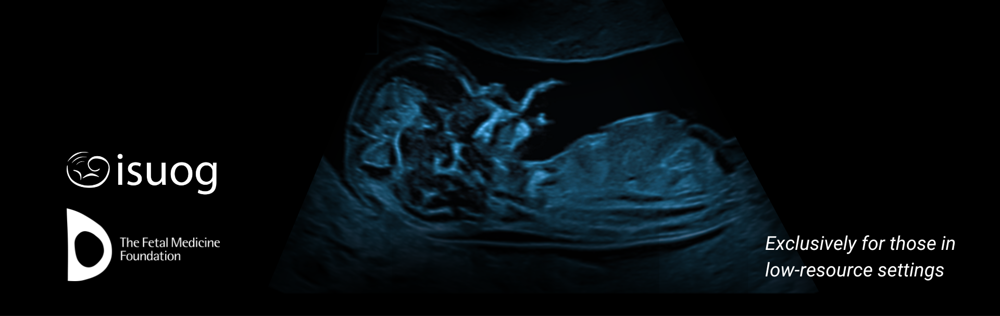 isuog
The Fetal Medicine
Foundation
Exclusively for those in
low-resource settings